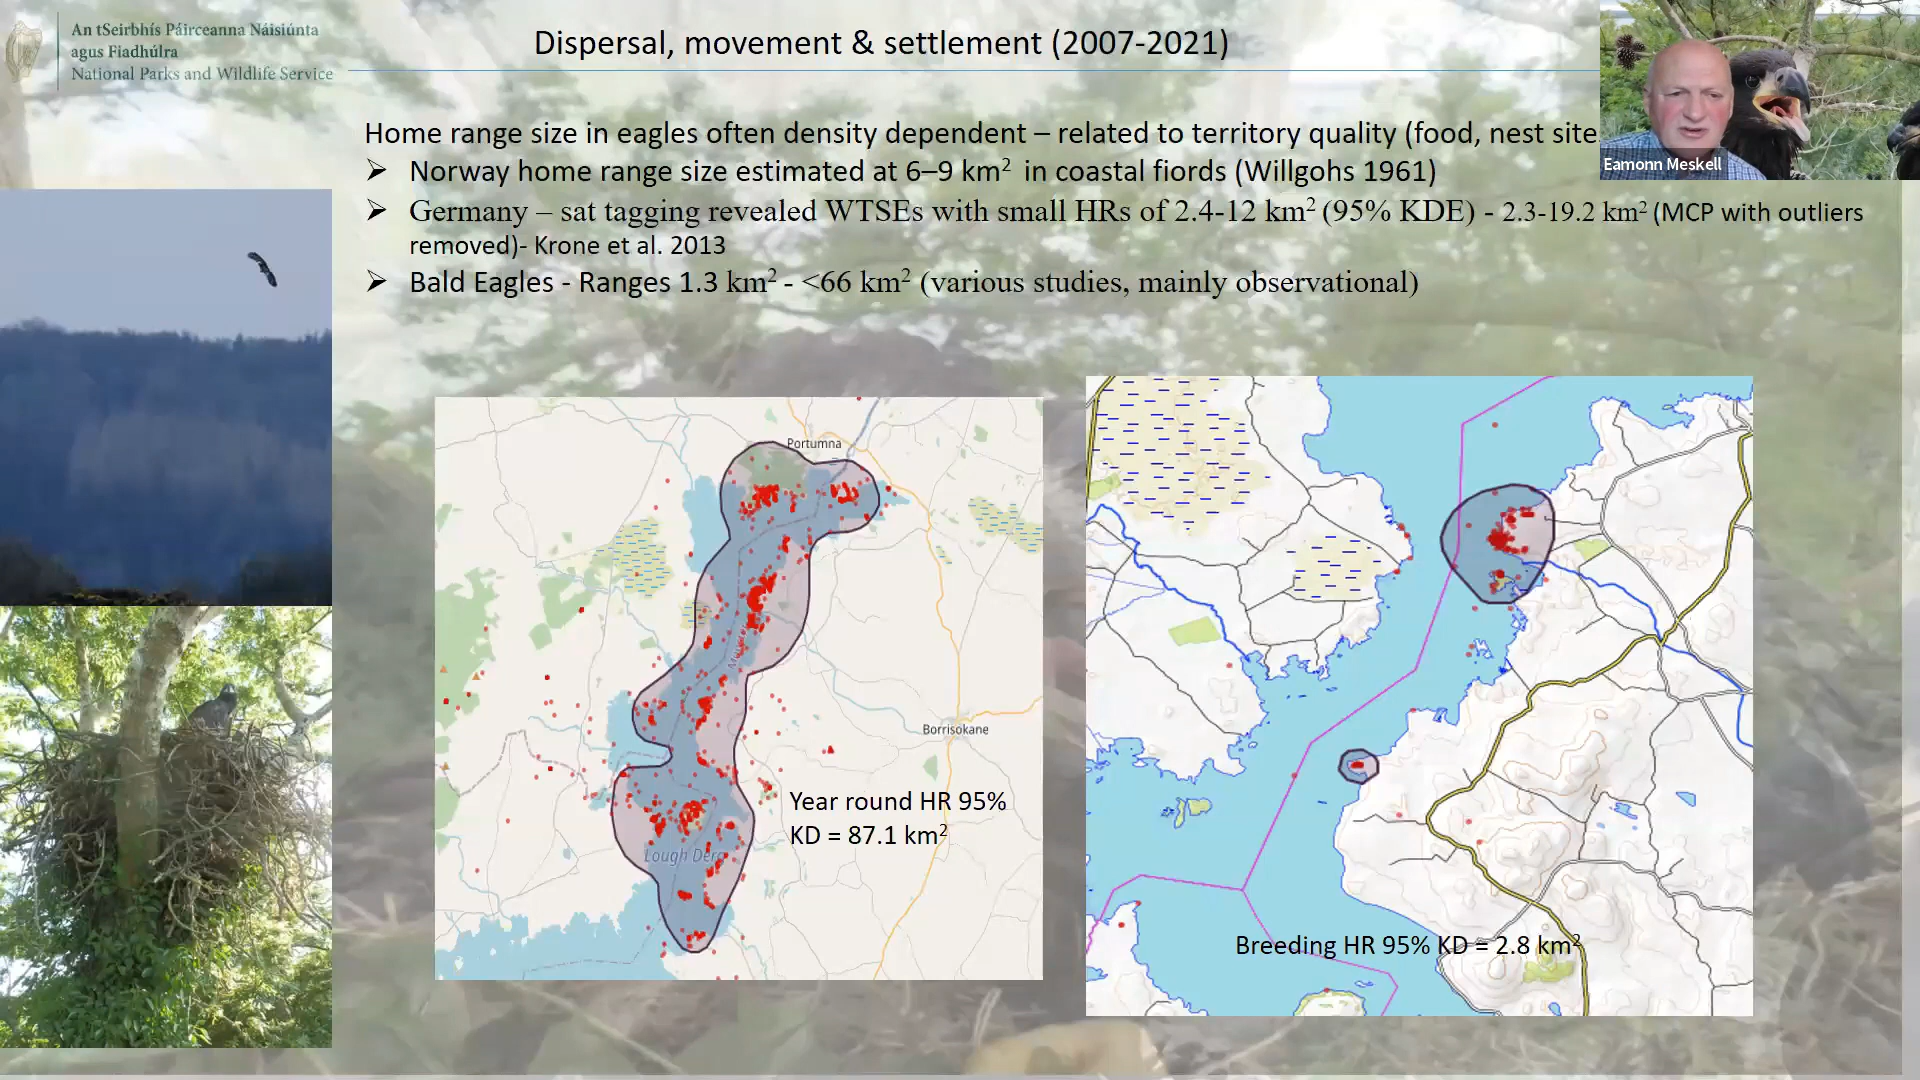 An tSeirbhís Páirceanna Náisiúnta
agus Fiadhúlra
National Parks and Wildlife Service
Dispersal, movement & settlement (2007-2021)
Eamonn Meskell
Home range size in eagles often density dependent – related to territory quality (food, nest site
➢ Norway home range size estimated at 6–9 km² in coastal fiords (Willgohs 1961)
➢ Germany – sat tagging revealed WTSEs with small HRs of 2.4-12 km² (95% KDE) - 2.3-19.2 km² (MCP with outliers
removed)- Krone et al. 2013
➢ Bald Eagles - Ranges 1.3 km² - <66 km² (various studies, mainly observational)
Portumna
Borrisokane
Year round HR 95%
KD = 87.1 km²
Lough Derg
Breeding HR 95% KD = 2.8 km²